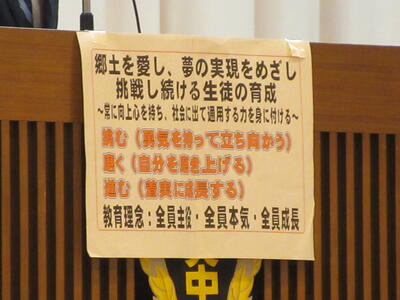 郷土を愛し、夢の実現をめざし
挑戦し続ける生徒の育成
～常に向上心を持ち、社会に出て通用する力を身に付ける～
挑む（勇気を持って立ち向かう）
磨く（自分を磨き上げる）
進む（着実に成長する）
教育理念：全員主役・全員本気・全員成長
中